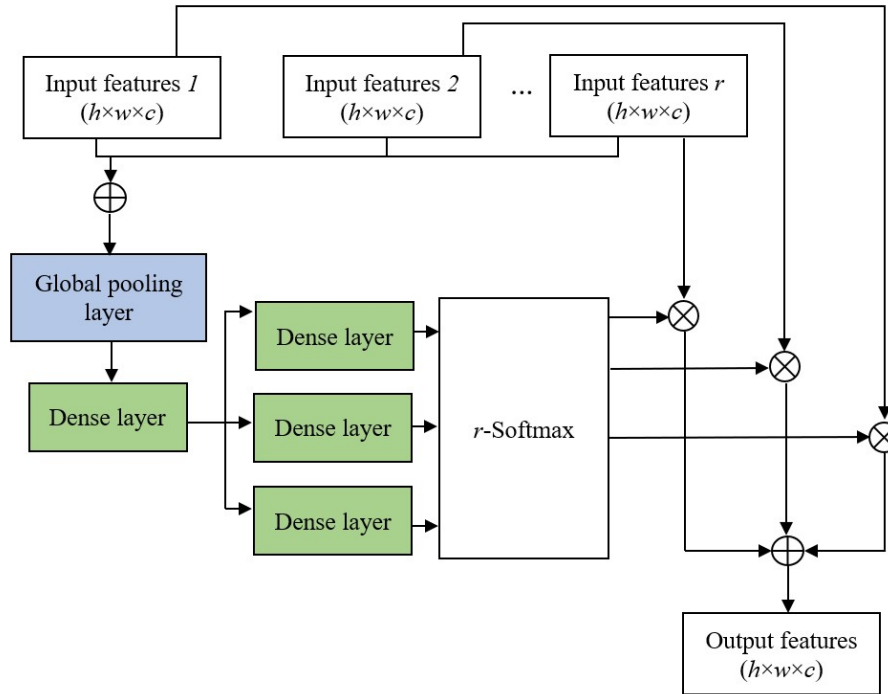 Input features 1
(h×w×c)
Input features 2
(h×w×c)
...
Input features r
(h×w×c)
Global pooling
layer
Dense layer
Dense layer
Dense layer
Dense layer
r-Softmax
Output features
(h×w×c)